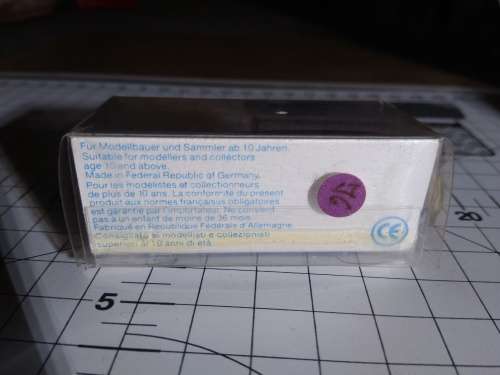 Für Modellbauer und Sammler ab 10 Jahren.
Suitable for modellers and collectors
age 10 and above.
Made in Federal Republic of Germany.
Pour les modélistes et collectionneurs
de plus de 10 ans. La conformité du présent
produit aux normes françaises obligatoires
est garantie par l'importateur. Ne convient
pas à un enfant de moins de 36 mois.
Fabriqué en République Fédérale d'Allemagne
Consigliato ai modellisti e collezionisti
superiori ai 10 anni di età.
CE
20
5